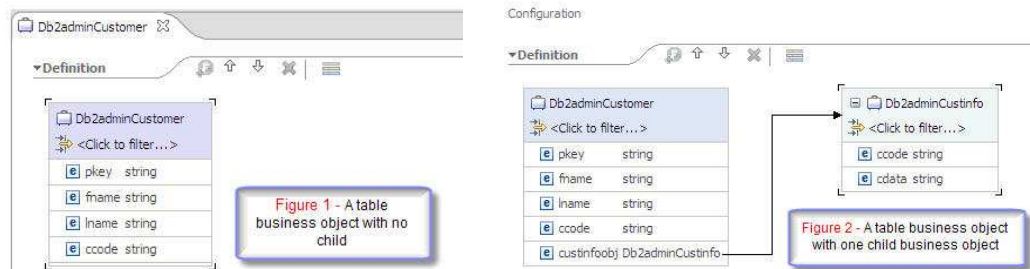 Db2adminCustomer
Definition
Db2adminCustomer
<Click to filter...>
e pkey string
e fname string
e lname string
e ccode string
Figure 1 - A table
business object with no
child
Configuration
Definition
Db2adminCustomer
<Click to filter...>
e pkey string
e fname string
e lname string
e ccode string
e custinfoobj Db2adminCustinfo
Db2adminCustinfo
<Click to filter...>
e ccode string
e cdata string
Figure 2 - A table business object
with one child business object